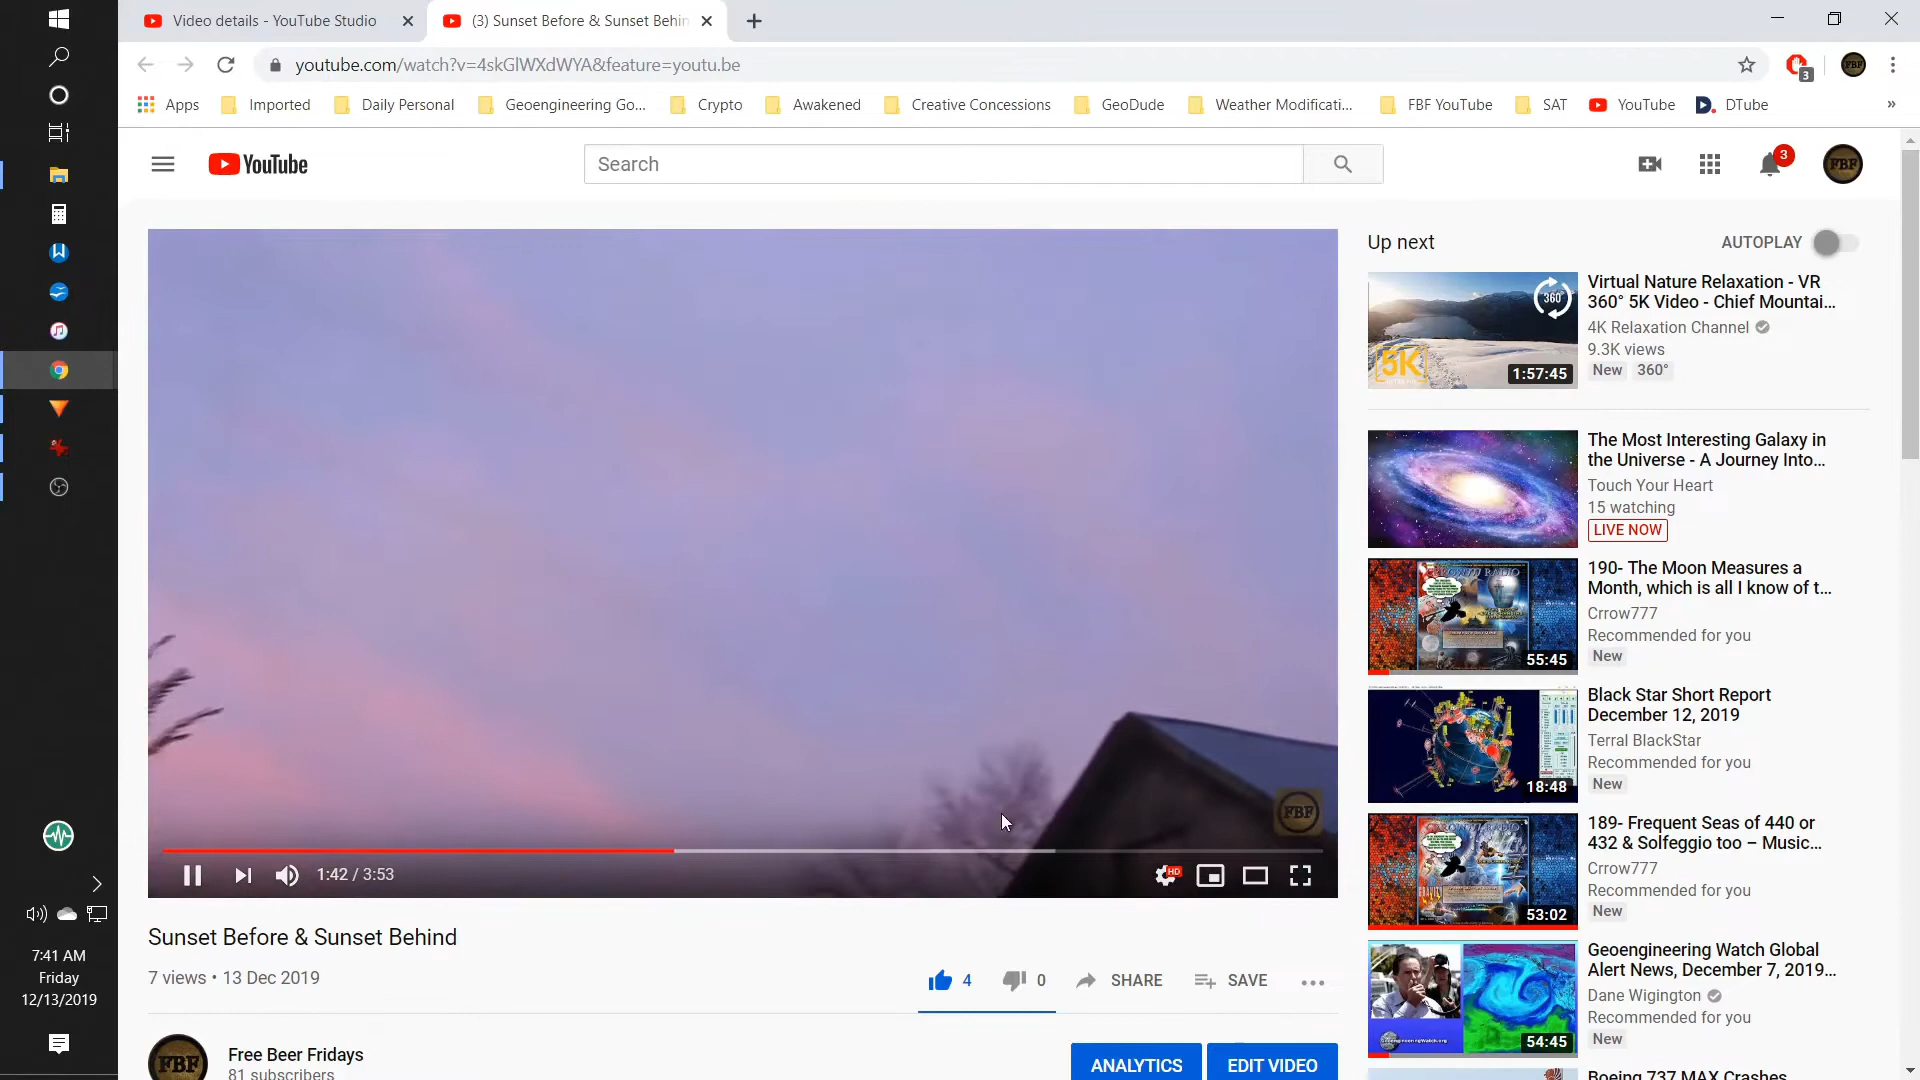 Video details - YouTube Studio
(3) Sunset Before & Sunset Behin
youtube.com/watch?v=4skGlWXdWYA&feature=youtu.be
3
FBF
Apps
Imported
Daily Personal
Geoengineering Go...
Crypto
Awakened
Creative Concessions
GeoDude
Weather Modificati...
FBF YouTube
SAT
YouTube
DTube
»
YouTube
Search
3
FBF
Up next
AUTOPLAY
360°
5K
1:57:45
Virtual Nature Relaxation - VR
360° 5K Video - Chief Mountai...
4K Relaxation Channel
9.3K views
New 360°
The Most Interesting Galaxy in
the Universe - A Journey Into...
Touch Your Heart
15 watching
LIVE NOW
55:45
190- The Moon Measures a
Month, which is all I know of t...
Crrow777
Recommended for you
New
18:48
Black Star Short Report
December 12, 2019
Terral BlackStar
Recommended for you
New
53:02
189- Frequent Seas of 440 or
432 & Solfeggio too – Music...
Crrow777
Recommended for you
New
54:45
Geoengineering Watch Global
Alert News, December 7, 2019...
Dane Wigington
Recommended for you
New
Boeing 737 MAX Crashes
FBF
1:42 / 3:53
HD
Sunset Before & Sunset Behind
7 views • 13 Dec 2019
4
0
SHARE
SAVE
FBF
Free Beer Fridays
81 subscribers
ANALYTICS
EDIT VIDEO
7:41 AM
Friday
12/13/2019